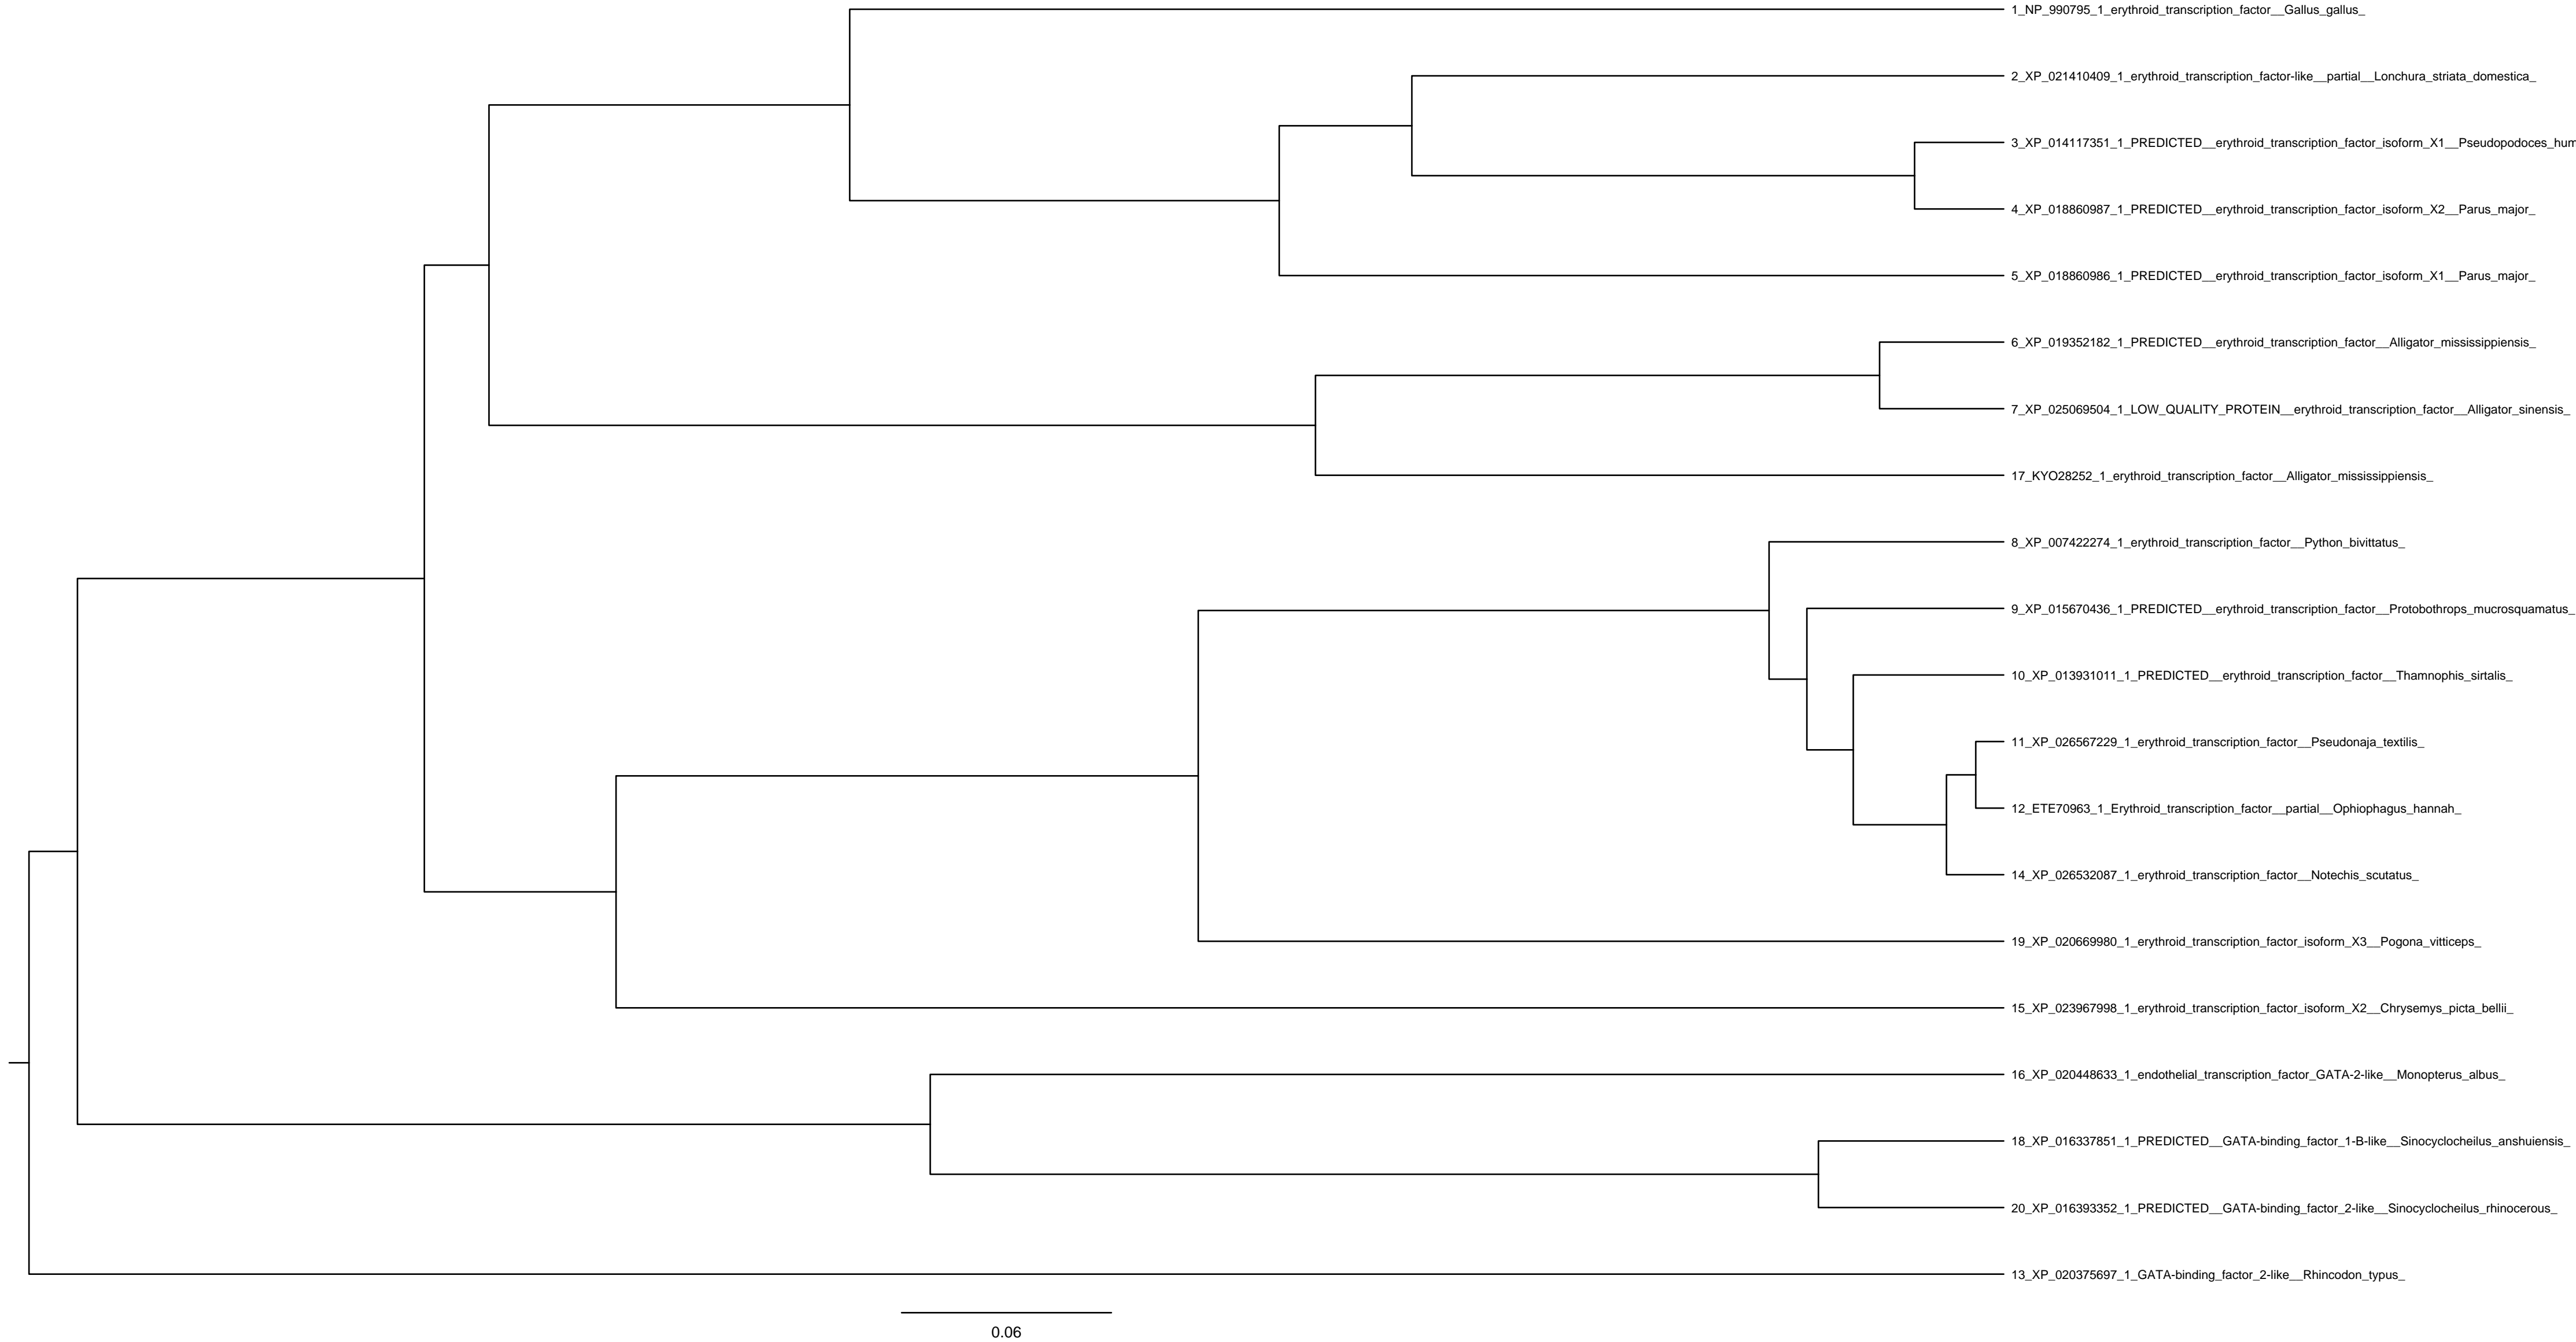 1_NP_990795_1_erythroid_transcription_factor__Gallus_gallus_
2_XP_021410409_1_erythroid_transcription_factor-like__partial__Lonchura_striata_domestica_
3_XP_014117351_1_PREDICTED__erythroid_transcription_factor_isoform_X1__Pseudopodoces_hum
4_XP_018860987_1_PREDICTED__erythroid_transcription_factor_isoform_X2__Parus_major_
5_XP_018860986_1_PREDICTED__erythroid_transcription_factor_isoform_X1__Parus_major_
6_XP_019352182_1_PREDICTED__erythroid_transcription_factor__Alligator_mississippiensis_
7_XP_025069504_1_LOW_QUALITY_PROTEIN__erythroid_transcription_factor__Alligator_sinensis_
17_KYO28252_1_erythroid_transcription_factor__Alligator_mississippiensis_
8_XP_007422274_1_erythroid_transcription_factor__Python_bivittatus_
9_XP_015670436_1_PREDICTED__erythroid_transcription_factor__Protobothrops_mucrosquamatus_
10_XP_013931011_1_PREDICTED__erythroid_transcription_factor__Thamnophis_sirtalis_
11_XP_026567229_1_erythroid_transcription_factor__Pseudonaja_textilis_
12_ETE70963_1_Erythroid_transcription_factor__partial__Ophiophagus_hannah_
14_XP_026532087_1_erythroid_transcription_factor__Notechis_scutatus_
19_XP_020669980_1_erythroid_transcription_factor_isoform_X3__Pogona_vitticeps_
15_XP_023967998_1_erythroid_transcription_factor_isoform_X2__Chrysemys_picta_bellii_
16_XP_020448633_1_endothelial_transcription_factor_GATA-2-like__Monopterus_albus_
18_XP_016337851_1_PREDICTED__GATA-binding_factor_1-B-like__Sinocyclocheilus_anshuiensis_
20_XP_016393352_1_PREDICTED__GATA-binding_factor_2-like__Sinocyclocheilus_rhinocerous_
13_XP_020375697_1_GATA-binding_factor_2-like__Rhincodon_typus_
0.06